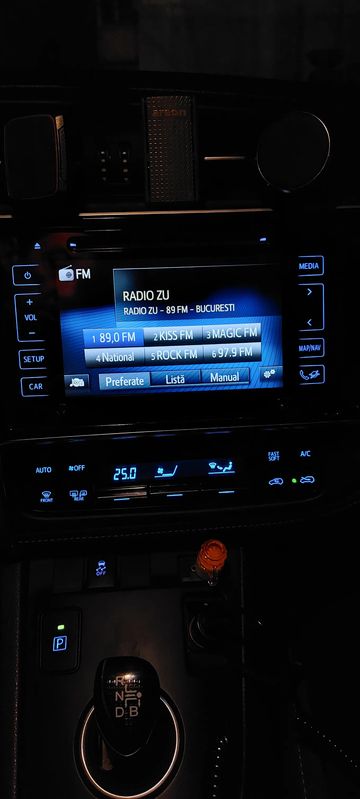 areon
FM
MEDIA
RADIO ZU
RADIO ZU - 89 FM - BUCURESTI
+
VOL
-
1 89,0 FM
2 KISS FM
3 MAGIC FM
4 National
5 ROCK FM
6 97.9 FM
SETUP
MAP/NAV
CAR
Preferate
Listă
Manual
AUTO
OFF
25.0
FAST
SOFT
A/C
FRONT
REAR
OFF
P
R
N
D B